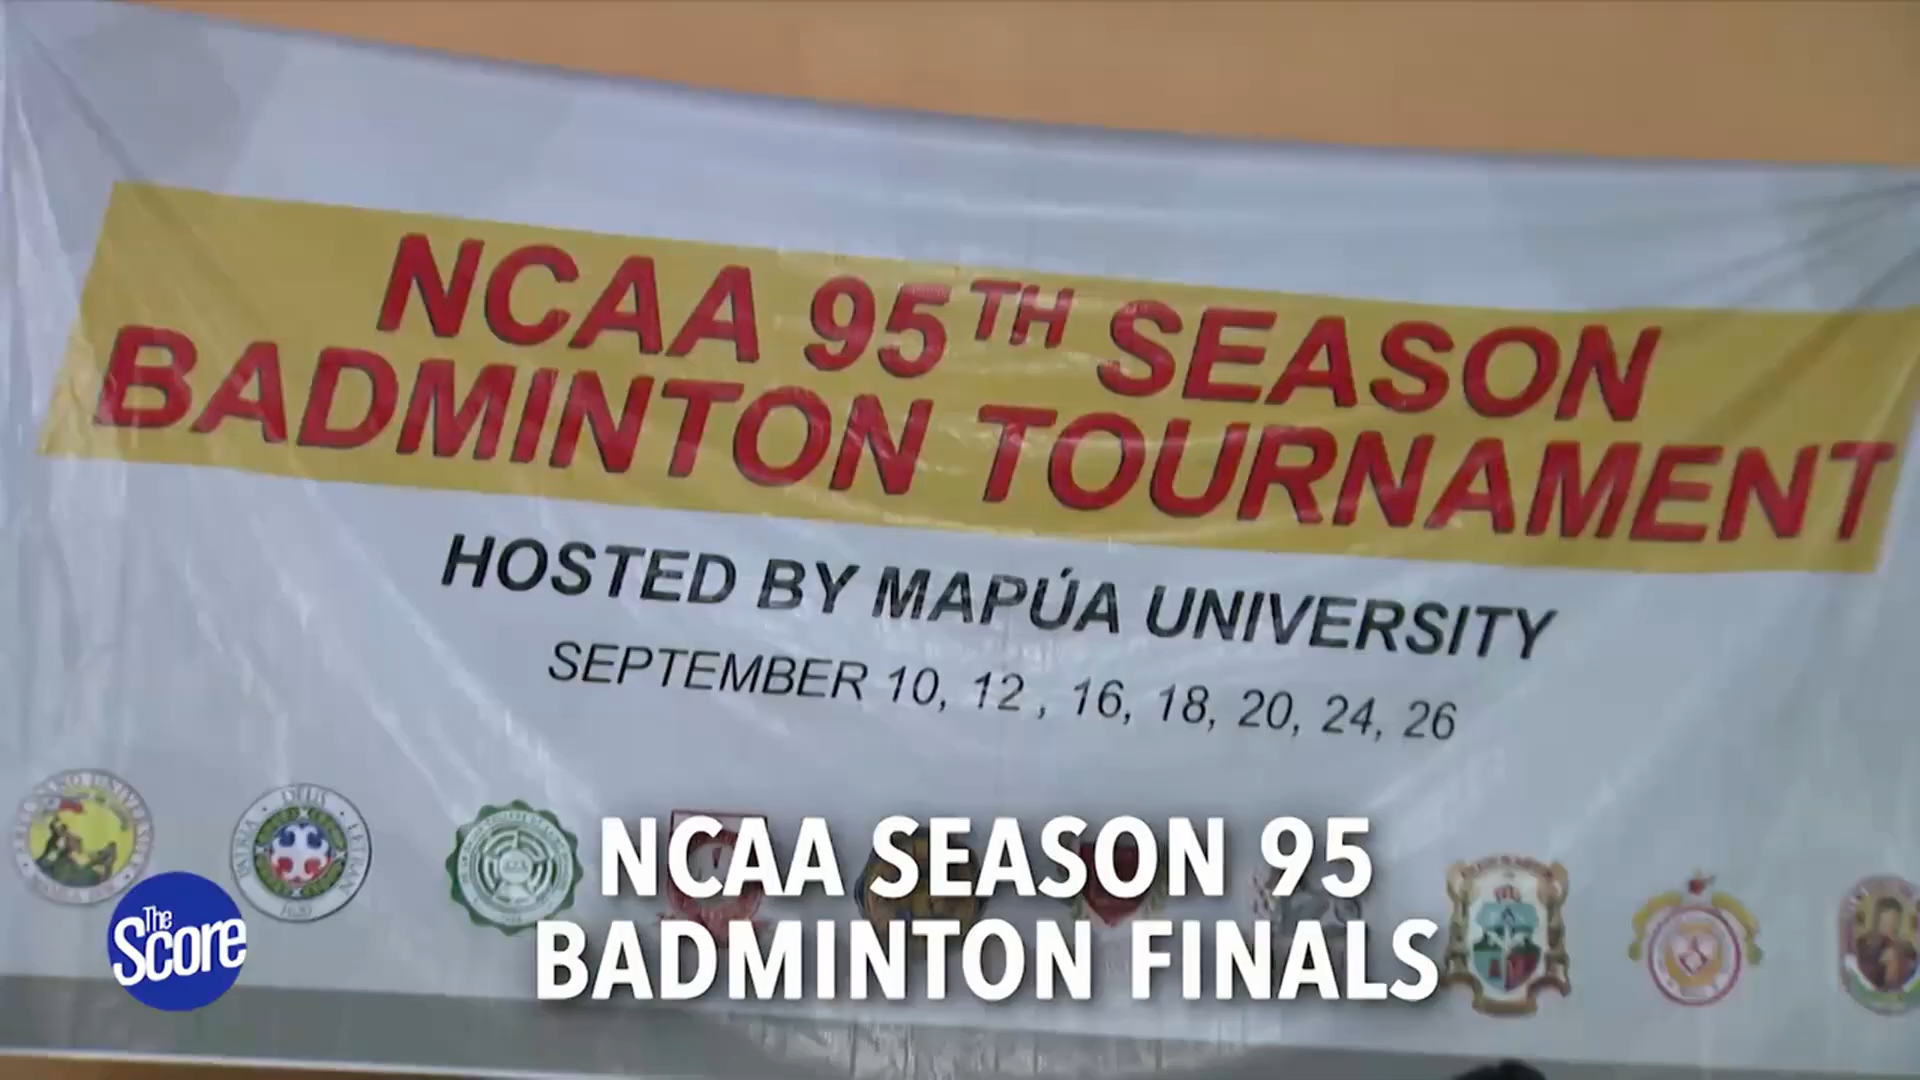 NCAA 95TH SEASON
BADMINTON TOURNAMENT
HOSTED BY MAPÚA UNIVERSITY
SEPTEMBER 10, 12 , 16, 18, 20, 24, 26
NCAA SEASON 95
BADMINTON FINALS
The
Score